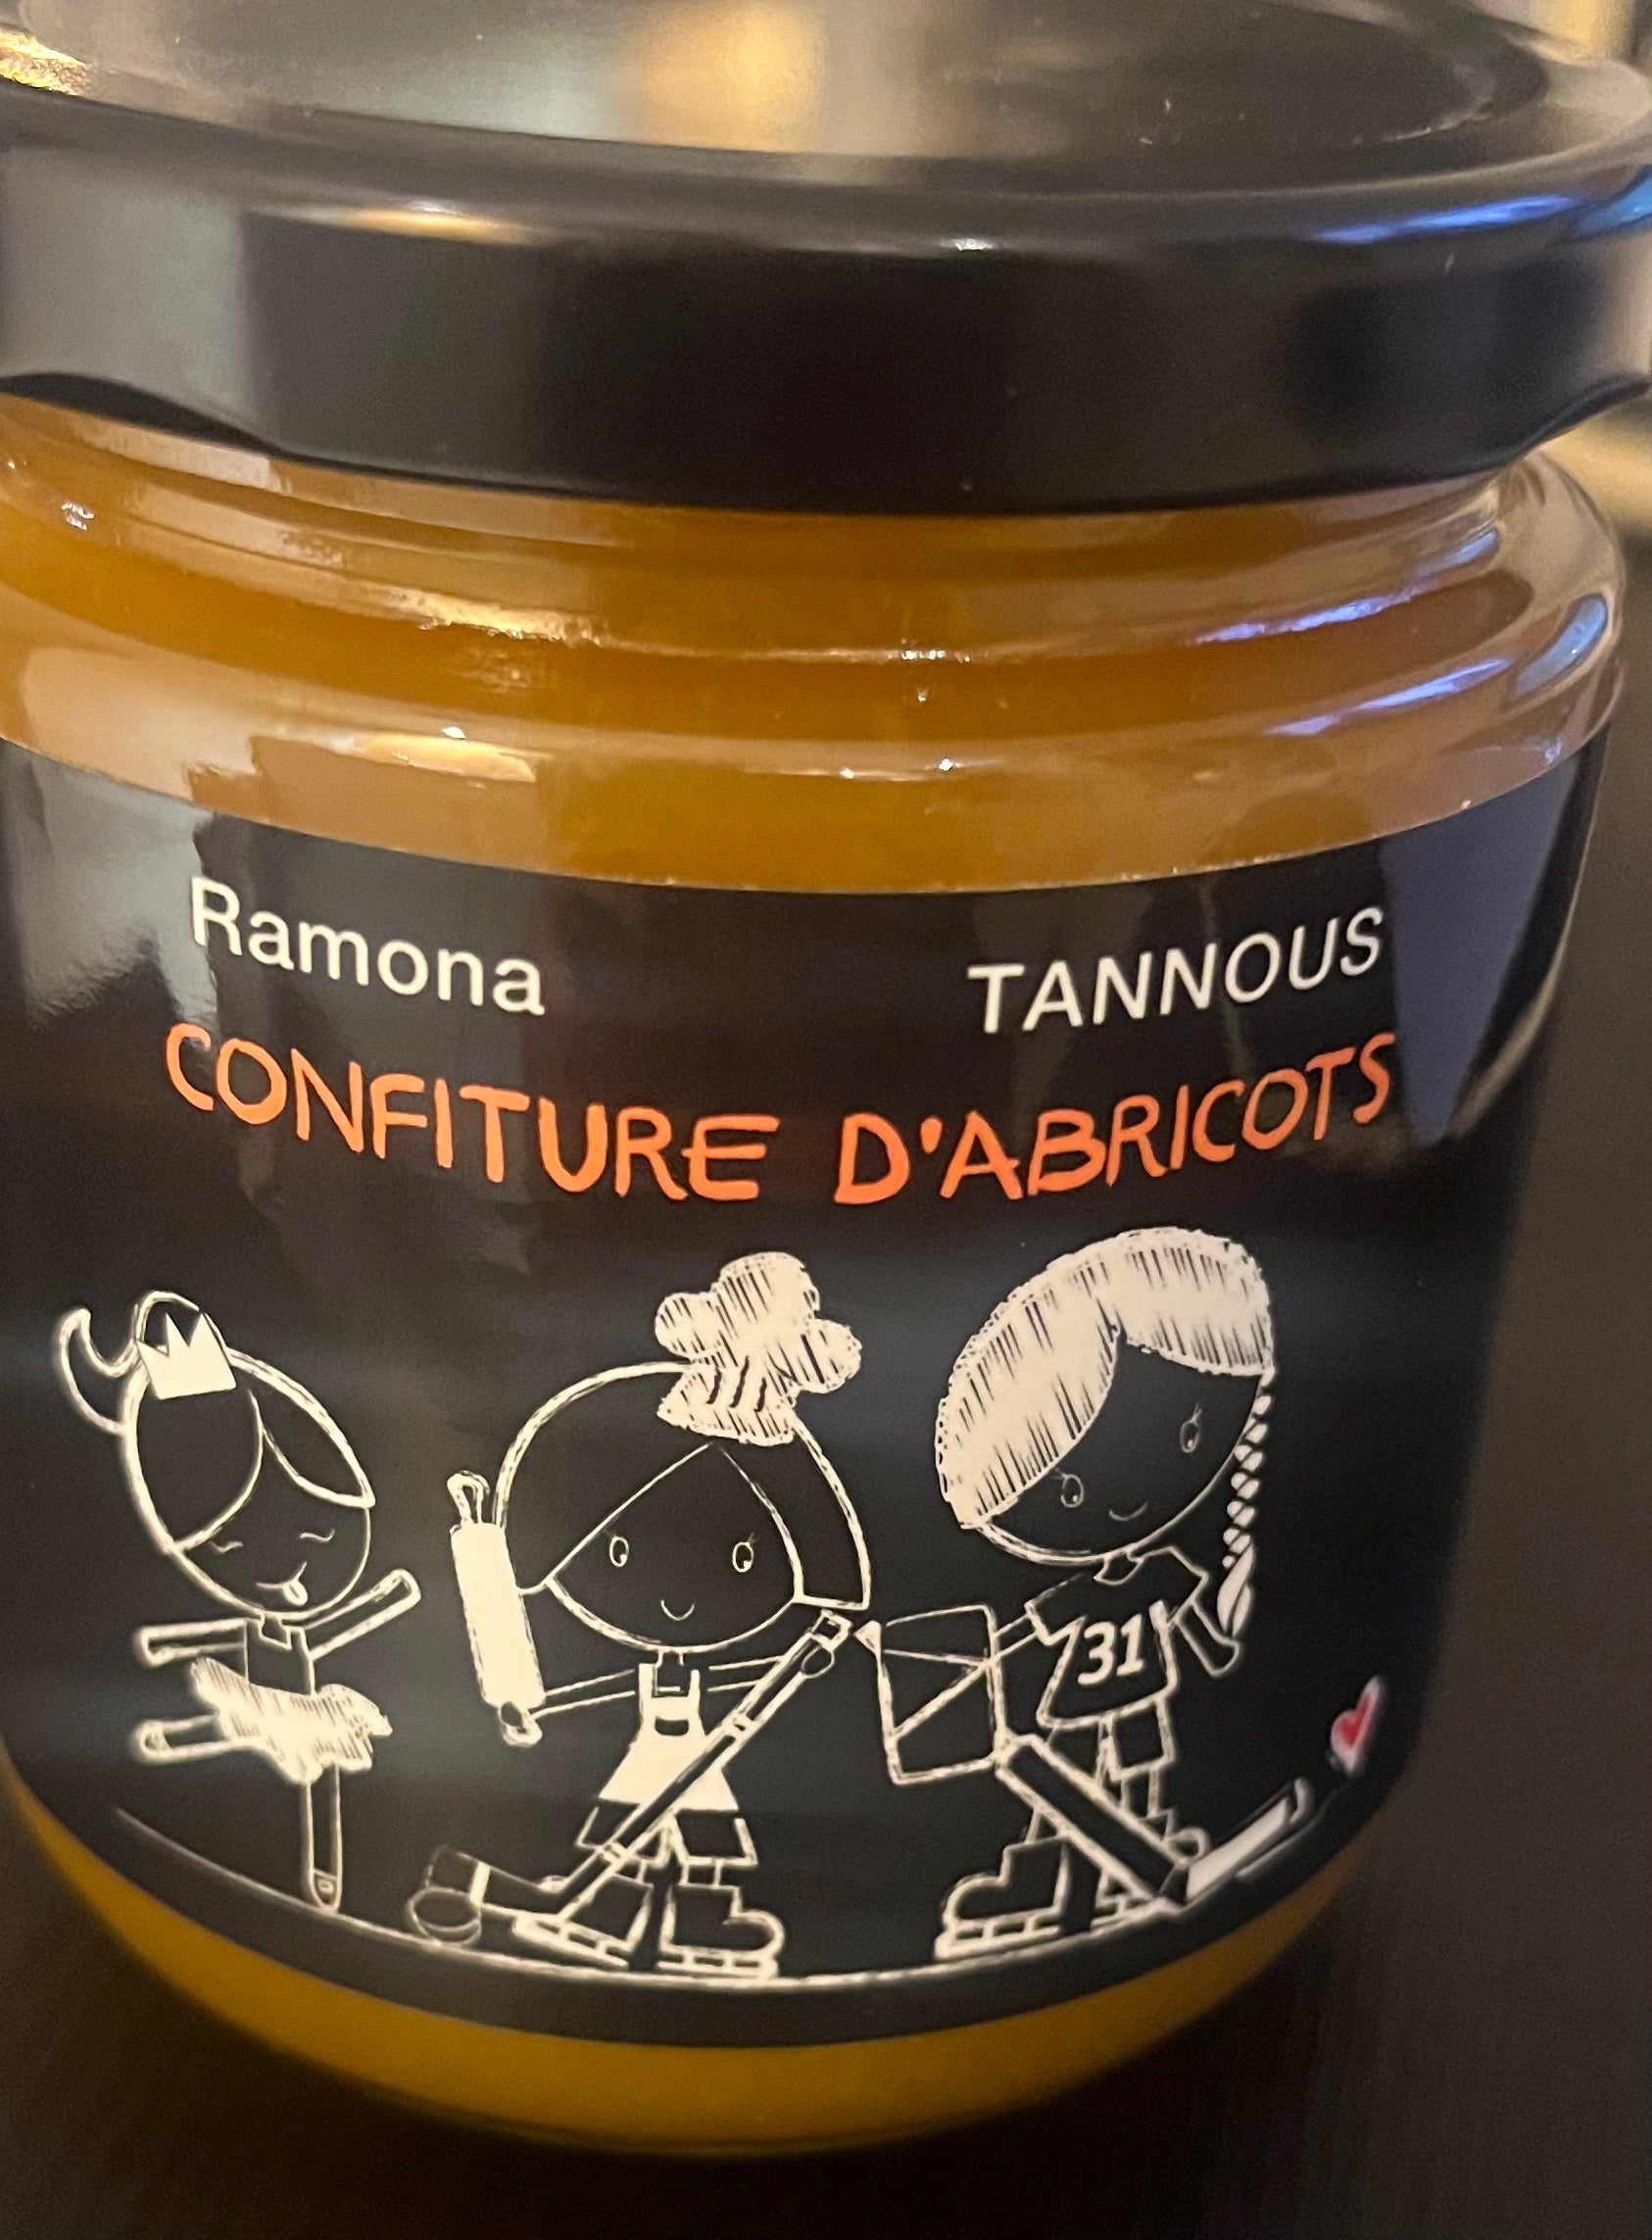 Ramona TANNOUS
CONFITURE D'ABRICOTS
31